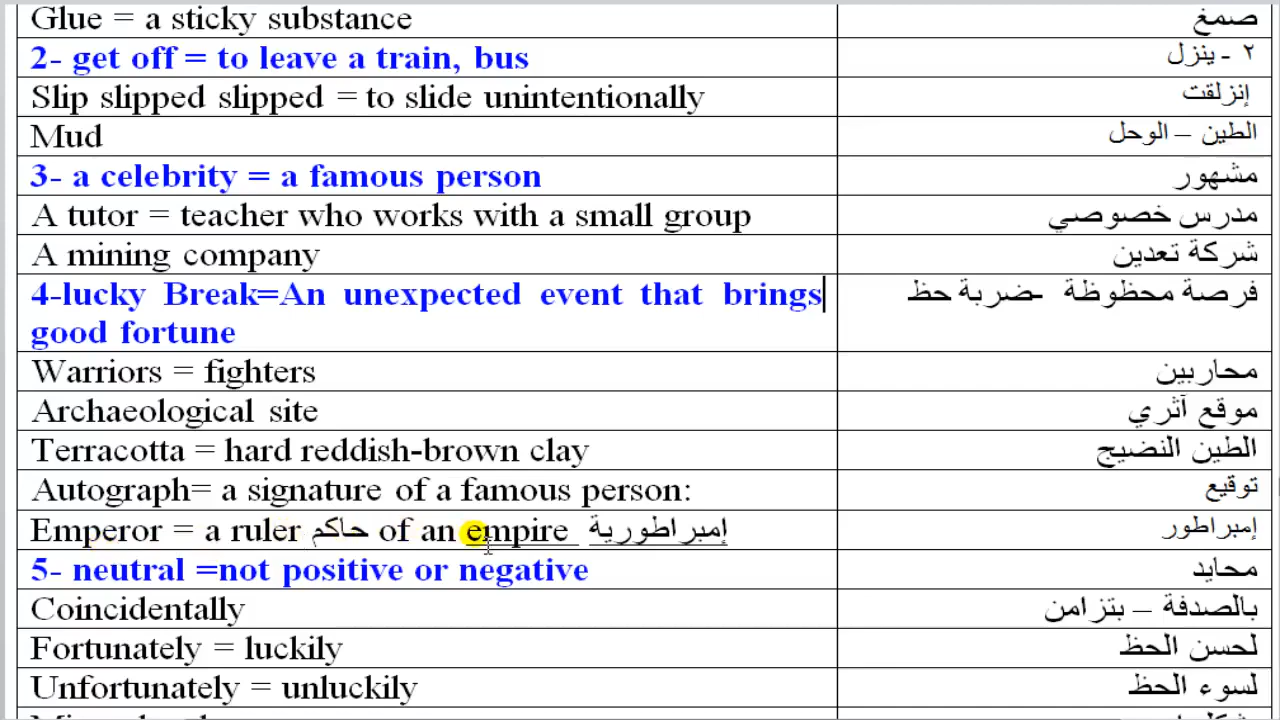 Glue = a sticky substance صمغ
2- get off = to leave a train, bus ٢ - ينزل
Slip slipped slipped = to slide unintentionally إنزلقت
Mud الطين – الوحل
3- a celebrity = a famous person مشهور
A tutor = teacher who works with a small group مدرس خصوصي
A mining company شركة تعدين
4-lucky Break=An unexpected event that brings فرصة محظوظة -ضربة حظ
good fortune
Warriors = fighters محاربين
Archaeological site موقع آثري
Terracotta = hard reddish-brown clay الطين النضيج
Autograph= a signature of a famous person: توقيع
Emperor = a ruler حاكم of an empire إمبراطورية إمبراطور
5- neutral =not positive or negative محايد
Coincidentally بالصدفة – بتزامن
Fortunately = luckily لحسن الحظ
Unfortunately = unluckily لسوء الحظ